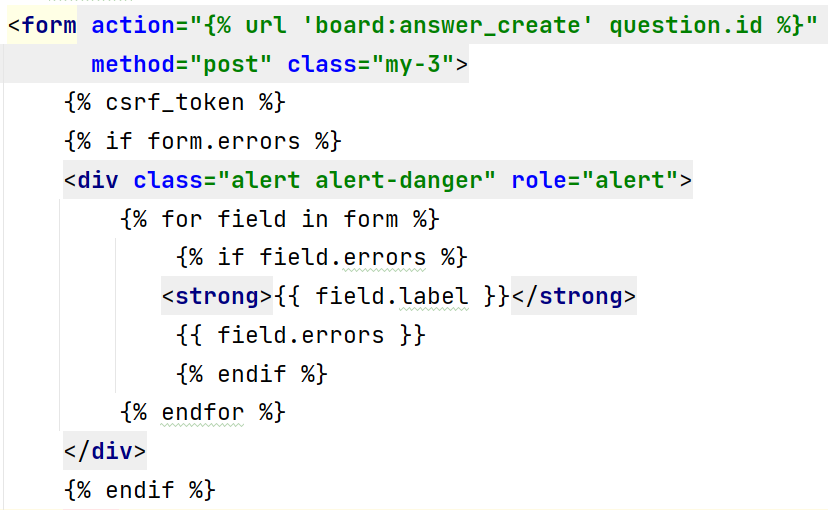 <form action="{% url 'board:answer_create' question.id %}"
      method="post" class="my-3">
    {% csrf_token %}
    {% if form.errors %}
    <div class="alert alert-danger" role="alert">
        {% for field in form %}
            {% if field.errors %}
           <strong>{{ field.label }}</strong>
            {{ field.errors }}
            {% endif %}
        {% endfor %}
    </div>
    {% endif %}